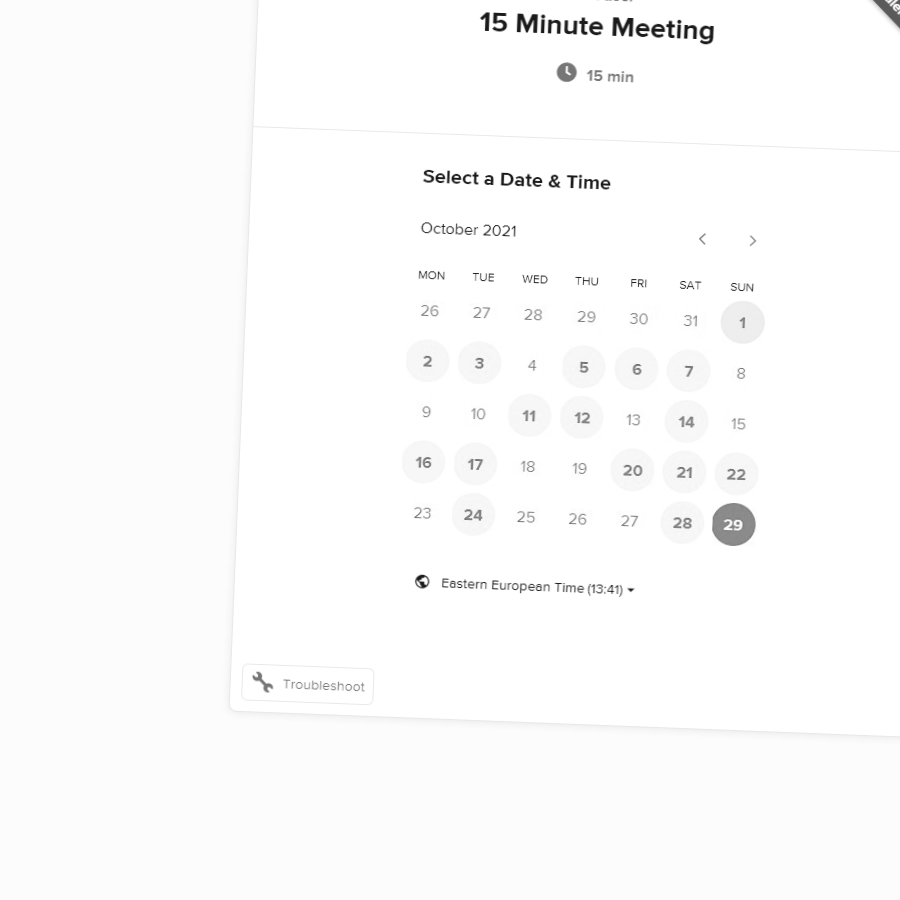 15 Minute Meeting
15 min
Select a Date & Time
October 2021
MON TUE WED THU FRI SAT SUN
26 27 28 29 30 31 1
2 3 4 5 6 7 8
9 10 11 12 13 14 15
16 17 18 19 20 21 22
23 24 25 26 27 28 29
Eastern European Time (13:41)
Troubleshoot